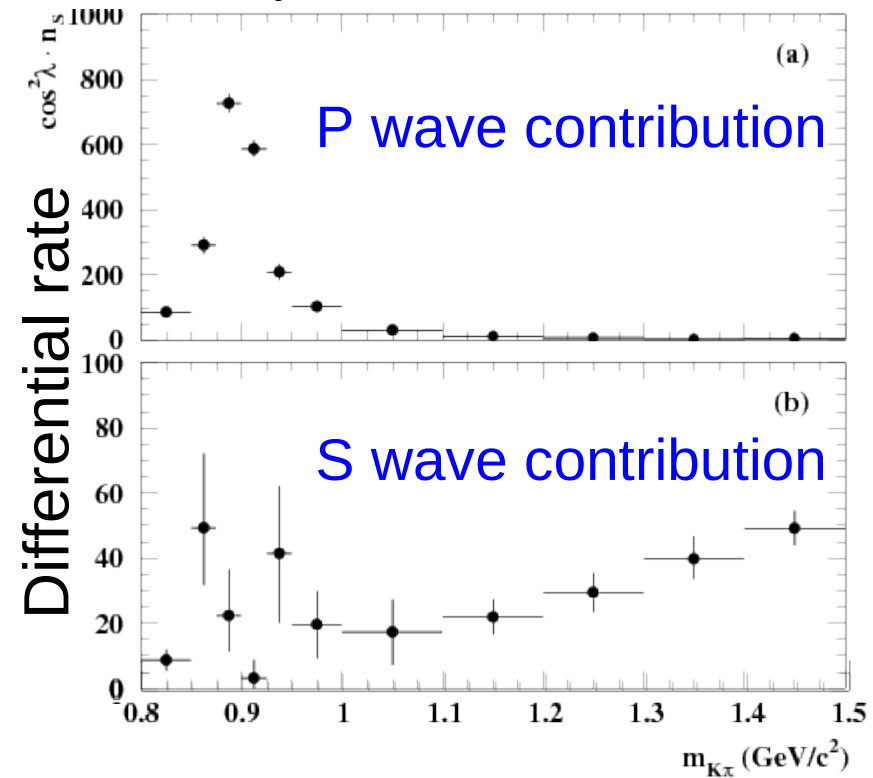 cos²λ · nₛ
Differential rate
1000
(a)
800
P wave contribution
600
400
200
0
100
(b)
80
S wave contribution
60
40
20
0
0.8 0.9 1 1.1 1.2 1.3 1.4 1.5
m_Kπ (GeV/c²)